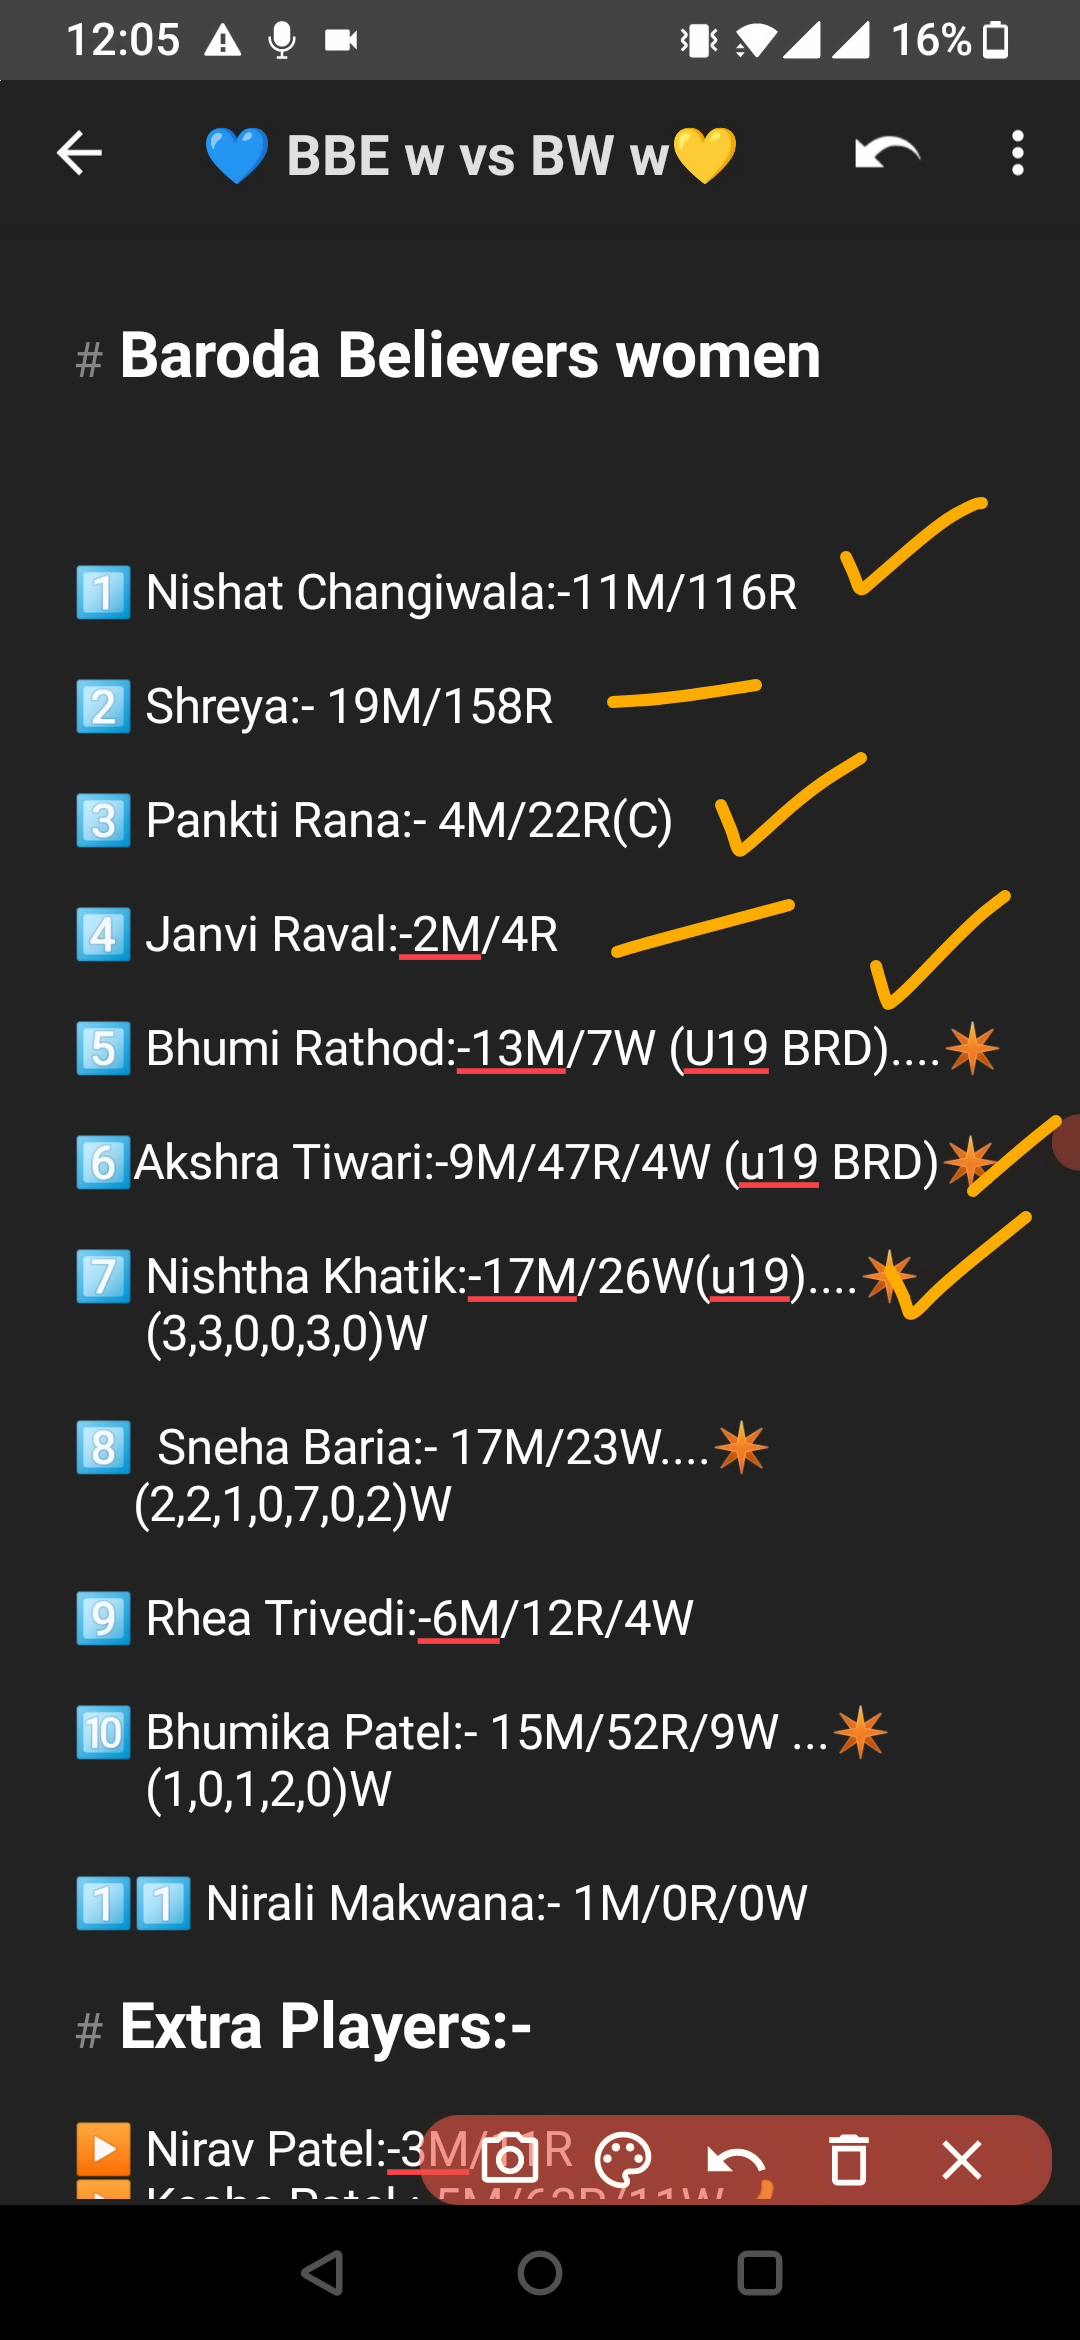 12:05 16%
💙 BBE w vs BW w💛
# Baroda Believers women
1️⃣ Nishat Changiwala:-11M/116R
2️⃣ Shreya:- 19M/158R
3️⃣ Pankti Rana:- 4M/22R(C)
4️⃣ Janvi Raval:-2M/4R
5️⃣ Bhumi Rathod:-13M/7W (U19 BRD)....
6️⃣Akshra Tiwari:-9M/47R/4W (u19 BRD)
7️⃣ Nishtha Khatik:-17M/26W(u19)....
(3,3,0,0,3,0)W
8️⃣ Sneha Baria:- 17M/23W....
(2,2,1,0,7,0,2)W
9️⃣ Rhea Trivedi:-6M/12R/4W
🔟 Bhumika Patel:- 15M/52R/9W ...
(1,0,1,2,0)W
1️⃣1️⃣ Nirali Makwana:- 1M/0R/0W
# Extra Players:-
▶️ Nirav Patel:-3M/11R